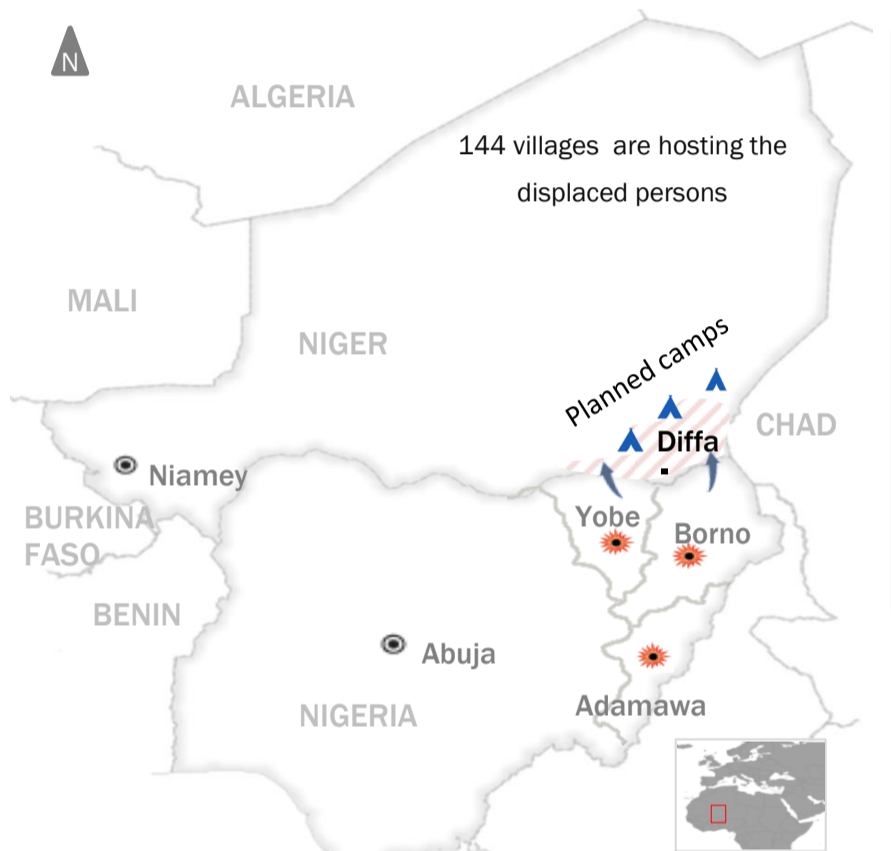 N
ALGERIA
144 villages are hosting the
displaced persons
MALI
NIGER
Planned camps
CHAD
Diffa
Niamey
Yobe
BURKINA
FASO
Borno
BENIN
Abuja
Adamawa
NIGERIA